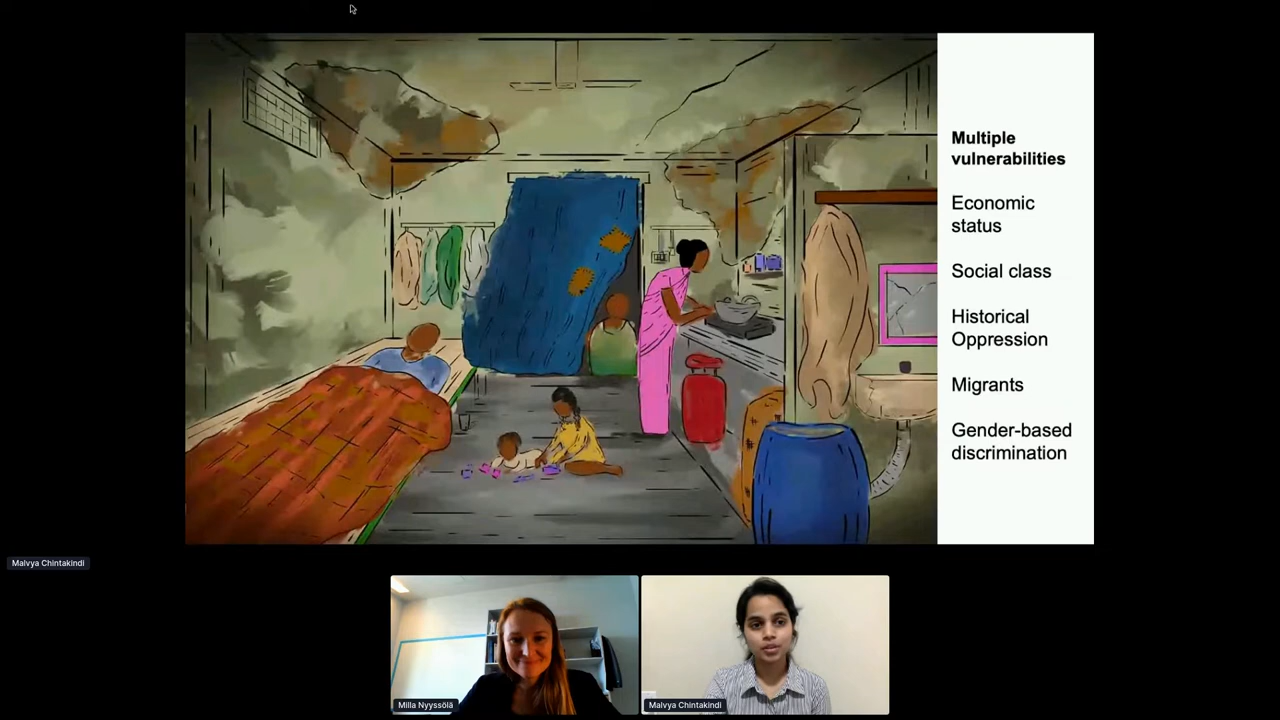 Multiple
vulnerabilities
Economic
status
Social class
Historical
Oppression
Migrants
Gender-based
discrimination
Malvya Chintakindi
Milla Nyyssölä
Malvya Chintakindi